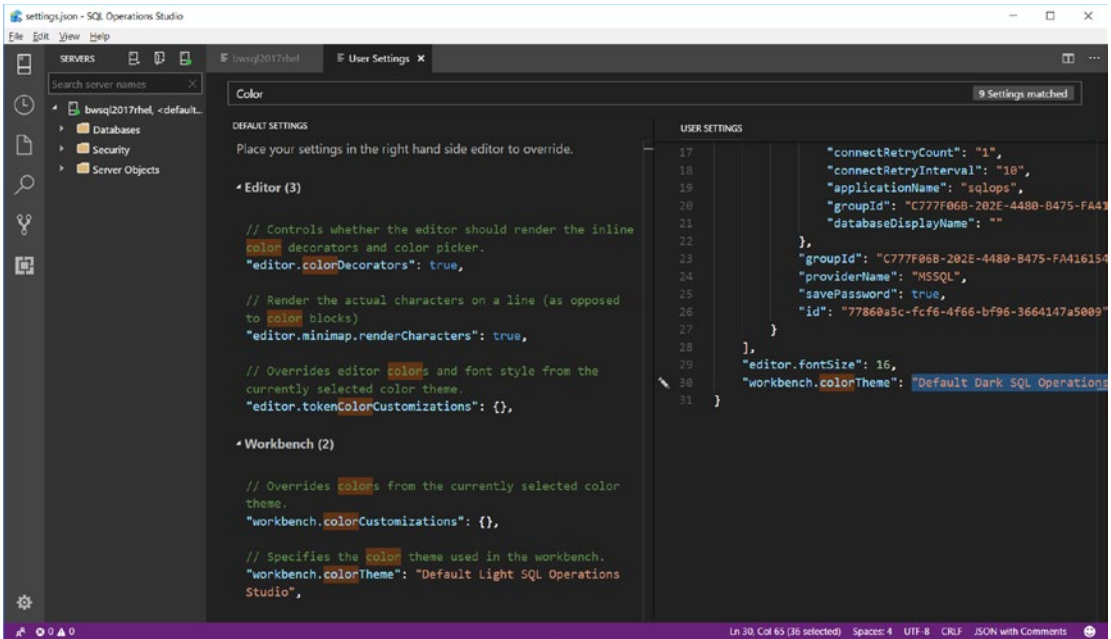 settings.json - SQL Operations Studio
File Edit View Help
SERVERS
Search server names
bwsql2017rhel, <default...
Databases
Security
Server Objects
bwsql2017rhel
User Settings
Color
9 Settings matched
DEFAULT SETTINGS
Place your settings in the right hand side editor to override.
Editor (3)
// Controls whether the editor should render the inline
color decorators and color picker.
"editor.colorDecorators": true,
// Render the actual characters on a line (as opposed
to color blocks)
"editor.minimap.renderCharacters": true,
// Overrides editor colors and font style from the
currently selected color theme.
"editor.tokenColorCustomizations": {},
Workbench (2)
// Overrides colors from the currently selected color
theme.
"workbench.colorCustomizations": {},
// Specifies the color theme used in the workbench.
"workbench.colorTheme": "Default Light SQL Operations
Studio",
USER SETTINGS
17 "connectRetryCount": "1",
18 "connectRetryInterval": "10",
19 "applicationName": "sqlops",
20 "groupId": "C777F06B-202E-4480-B475-FA41
21 "databaseDisplayName": ""
22 },
23 "groupId": "C777F06B-202E-4480-B475-FA416154
24 "providerName": "MSSQL",
25 "savePassword": true,
26 "id": "77860a5c-fcf6-4f66-bf96-3664147a5009"
27 }
28 ],
29 "editor.fontSize": 16,
30 "workbench.colorTheme": "Default Dark SQL Operations
31 }
0 0 Ln 30, Col 65 (36 selected) Spaces: 4 UTF-8 CRLF JSON with Comments